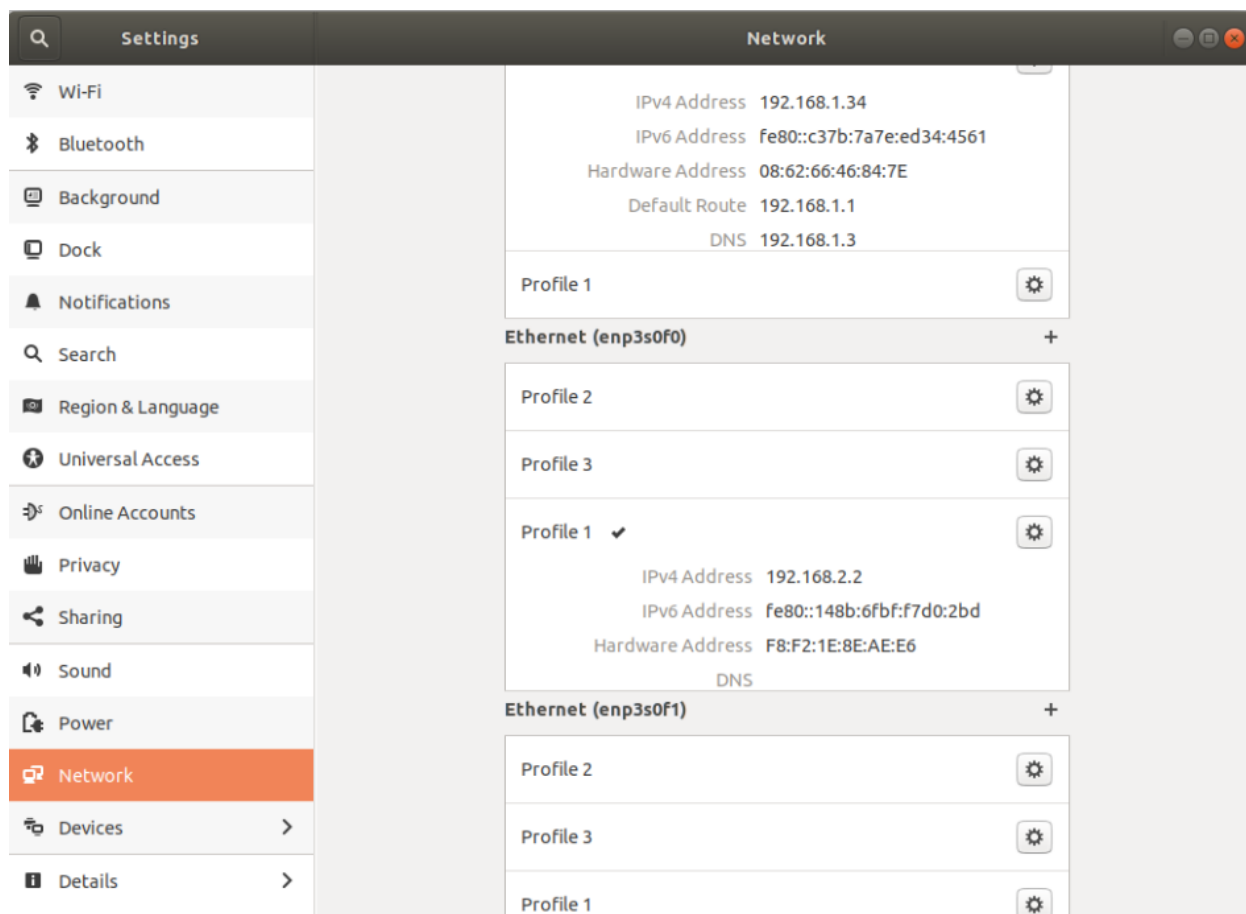 Settings
Network
Wi-Fi
Bluetooth
Background
Dock
Notifications
Search
Region & Language
Universal Access
Online Accounts
Privacy
Sharing
Sound
Power
Network
Devices
Details
IPv4 Address 192.168.1.34
IPv6 Address fe80::c37b:7a7e:ed34:4561
Hardware Address 08:62:66:46:84:7E
Default Route 192.168.1.1
DNS 192.168.1.3
Profile 1
Ethernet (enp3s0f0) +
Profile 2
Profile 3
Profile 1 ✔
IPv4 Address 192.168.2.2
IPv6 Address fe80::148b:6fbf:f7d0:2bd
Hardware Address F8:F2:1E:8E:AE:E6
DNS
Ethernet (enp3s0f1) +
Profile 2
Profile 3
Profile 1